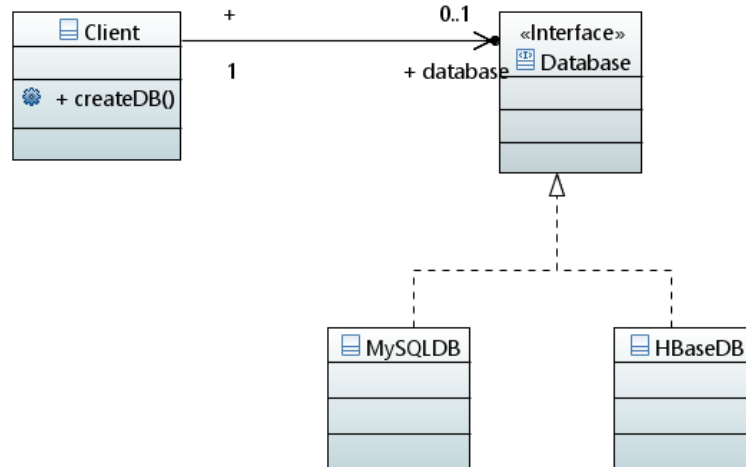 Client
+ createDB()
+
1
0..1
+ database
«Interface»
Database
MySQLDB
HBaseDB